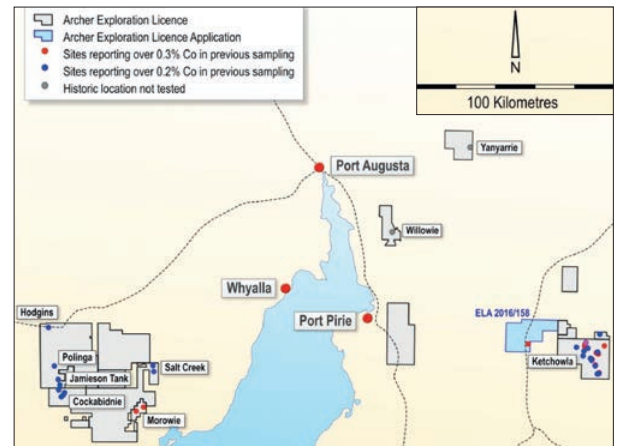 Archer Exploration Licence
Archer Exploration Licence Application
Sites reporting over 0.3% Co in previous sampling
Sites reporting over 0.2% Co in previous sampling
Historic location not tested
N
100 Kilometres
Yanyarrie
Port Augusta
Willowie
Whyalla
Port Pirie
ELA 2016/158
Hodgins
Polinga
Salt Creek
Ketchowla
Jamieson Tank
Cockabidnie
Morowie